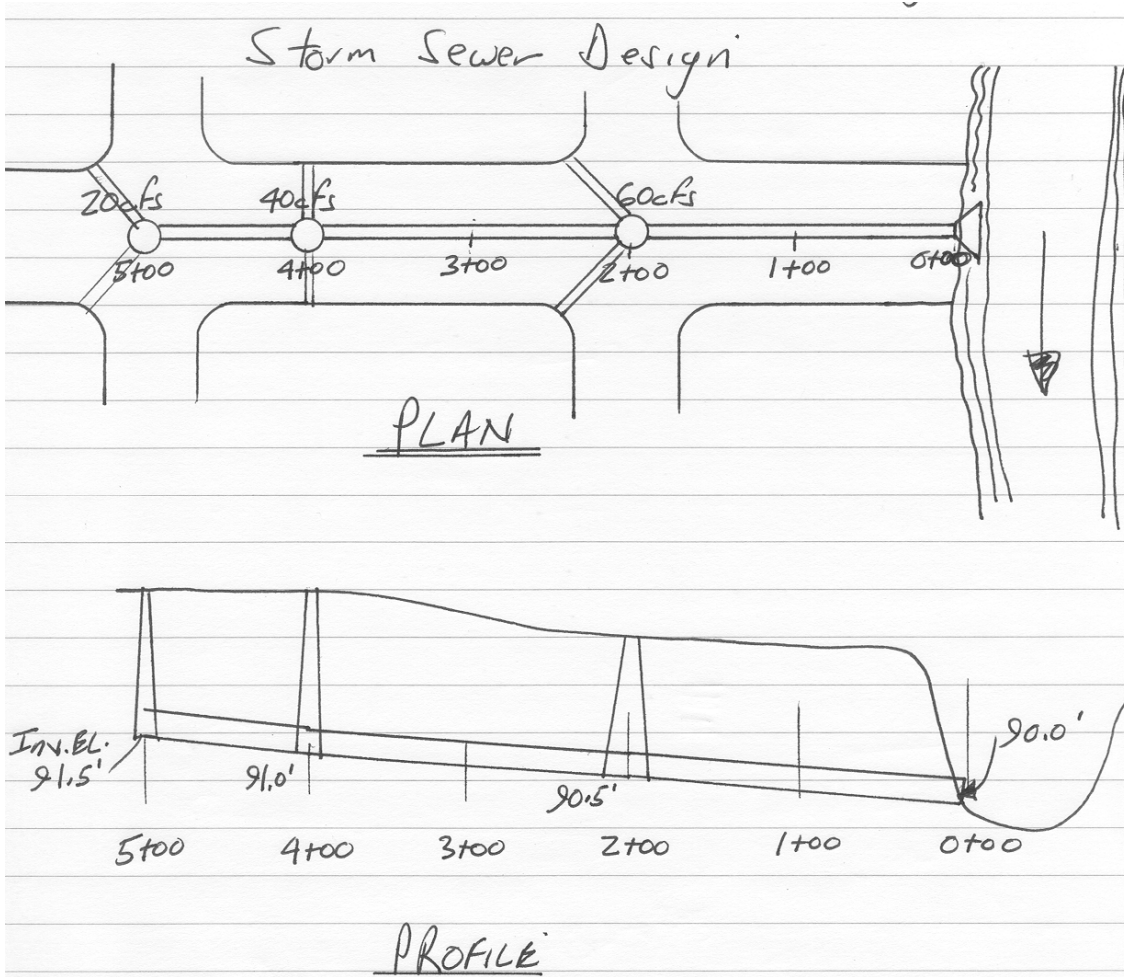 Storm Sewer Design
20cfs 40cfs 60cfs
5+00 4+00 3+00 2+00 1+00 0+00
PLAN
Inv.EL. 91.5' 91.0' 90.5' 90.0'
5+00 4+00 3+00 2+00 1+00 0+00
PROFILE